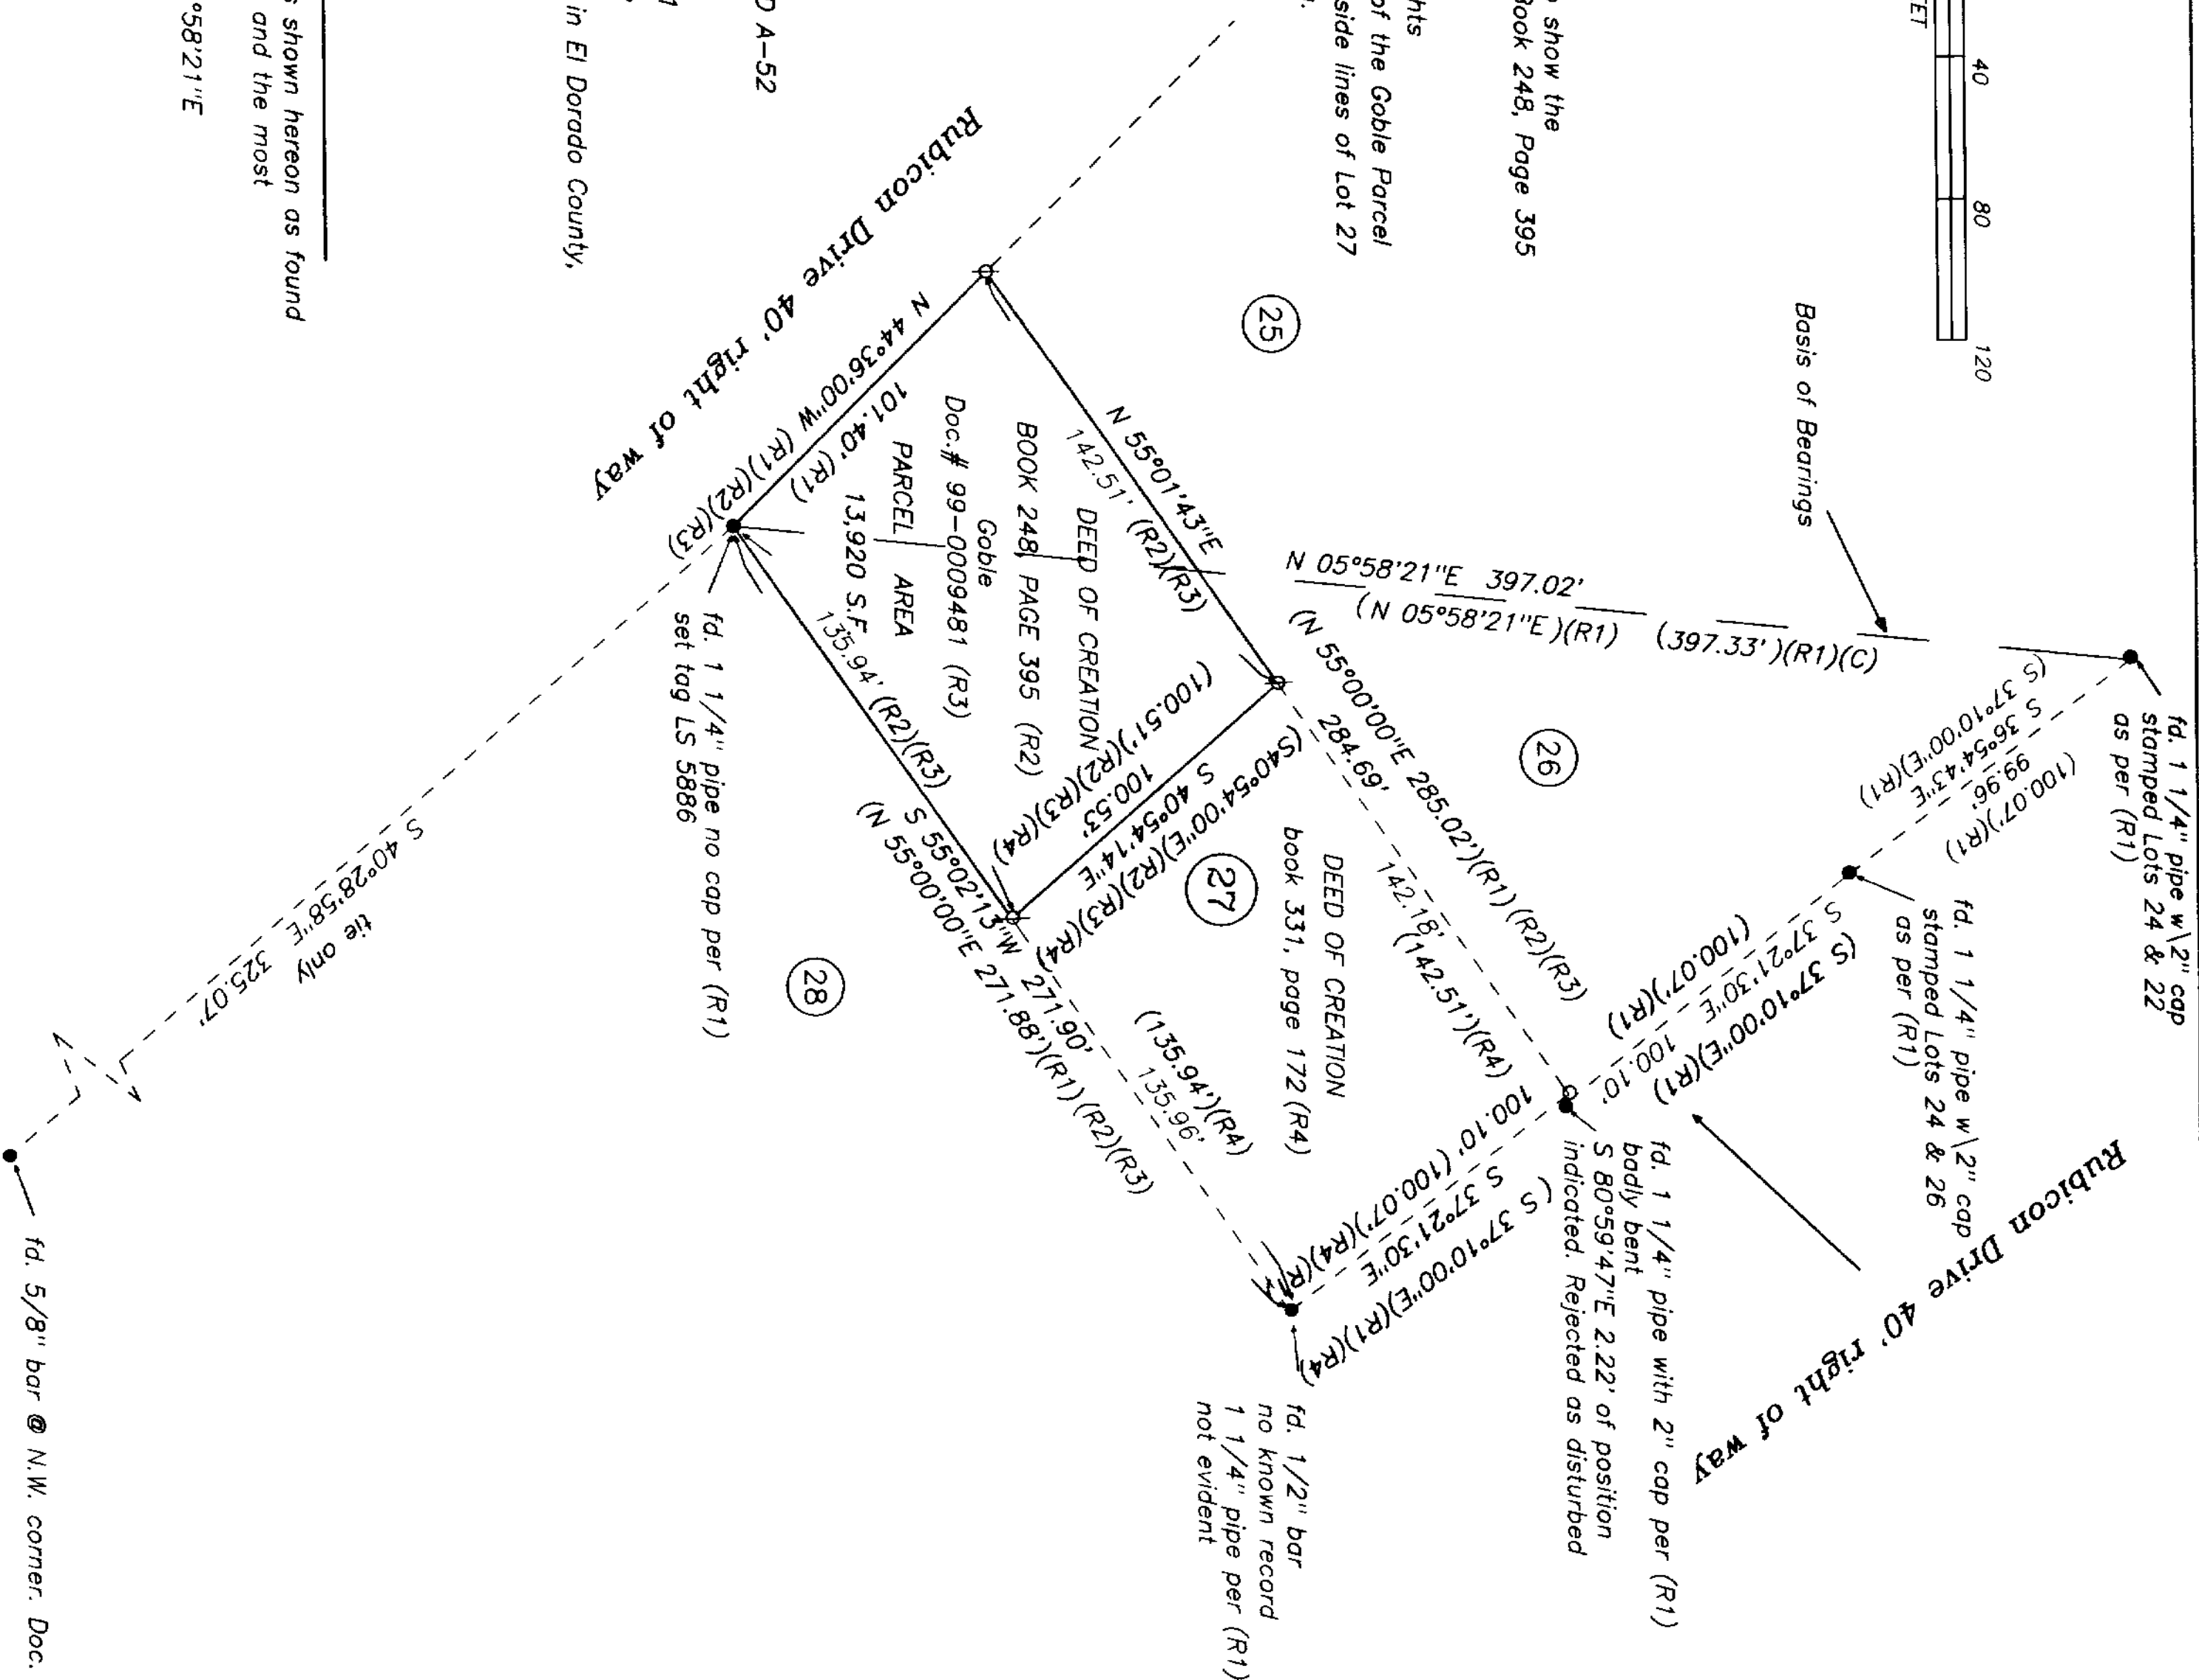 40
80
120
ET
show the
Book 248, Page 395
hts
of the Goble Parcel
side lines of Lot 27
D A-52
in El Dorado County,
s shown hereon as found
and the most
°58'21"E
Basis of Bearings
N 05°58'21"E 397.02'
(N 05°58'21"E)(R1) (397.33')(R1)(C)
fd. 1 1/4" pipe w\2" cap
stamped Lots 24 & 22
as per (R1)
(S 37°10'00"E)(R1)
S 36°54'43"E
99.96'
(100.07')(R1)
fd. 1 1/4" pipe w\2" cap
stamped Lots 24 & 26
as per (R1)
(S 37°10'00"E)(R1)
S 37°21'30"E 100.10'
(100.07')(R1)
Rubicon Drive 40' right of way
fd. 1 1/4" pipe with 2" cap per (R1)
badly bent
S 80°59'47"E 2.22' of position
indicated. Rejected as disturbed
25
26
27
28
(N 55°00'00"E 285.02')(R1)(R2)(R3)
284.69'
142.18'
(142.51')(R4)
N 55°01'43"E
142.51' (R2)(R3)
DEED OF CREATION
BOOK 248, PAGE 395 (R2)
Goble
Doc.# 99-0009481 (R3)
PARCEL AREA
13,920 S.F.
101.40' (R1)
N 44°36'00"W (R1)(R2)(R3)
Rubicon Drive 40' right of way
135.94' (R2)(R3)
(100.51')(R2)(R3)(R4)
100.53'
S 40°54'14"E
(S40°54'00"E)(R2)(R3)(R4)
DEED OF CREATION
book 331, page 172 (R4)
100.10' (100.07')(R4)(R1)
S 37°21'30"E
(S 37°10'00"E)(R1)(R4)
(135.94')(R4)
135.96'
S 55°02'13"W 271.90'
(N 55°00'00"E 271.88')(R1)(R2)(R3)
fd. 1 1/4" pipe no cap per (R1)
set tag LS 5886
fd. 1/2" bar
no known record
1 1/4" pipe per (R1)
not evident
S 40°28'58"E 325.07'
tie only
fd. 5/8" bar @ N.W. corner. Doc.